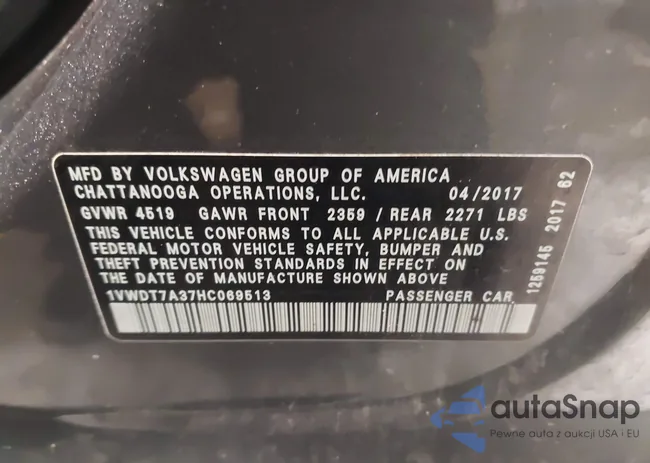 MFD BY VOLKSWAGEN GROUP OF AMERICA
CHATTANOOGA OPERATIONS, LLC. 04/2017
GVWR 4519 GAWR FRONT 2359 / REAR 2271 LBS
THIS VEHICLE CONFORMS TO ALL APPLICABLE U.S.
FEDERAL MOTOR VEHICLE SAFETY, BUMPER AND
THEFT PREVENTION STANDARDS IN EFFECT ON
THE DATE OF MANUFACTURE SHOWN ABOVE
1VWDT7A37HC069513 PASSENGER CAR
1259145 2017 62
autaSnap
Pewne auta z aukcji USA i EU